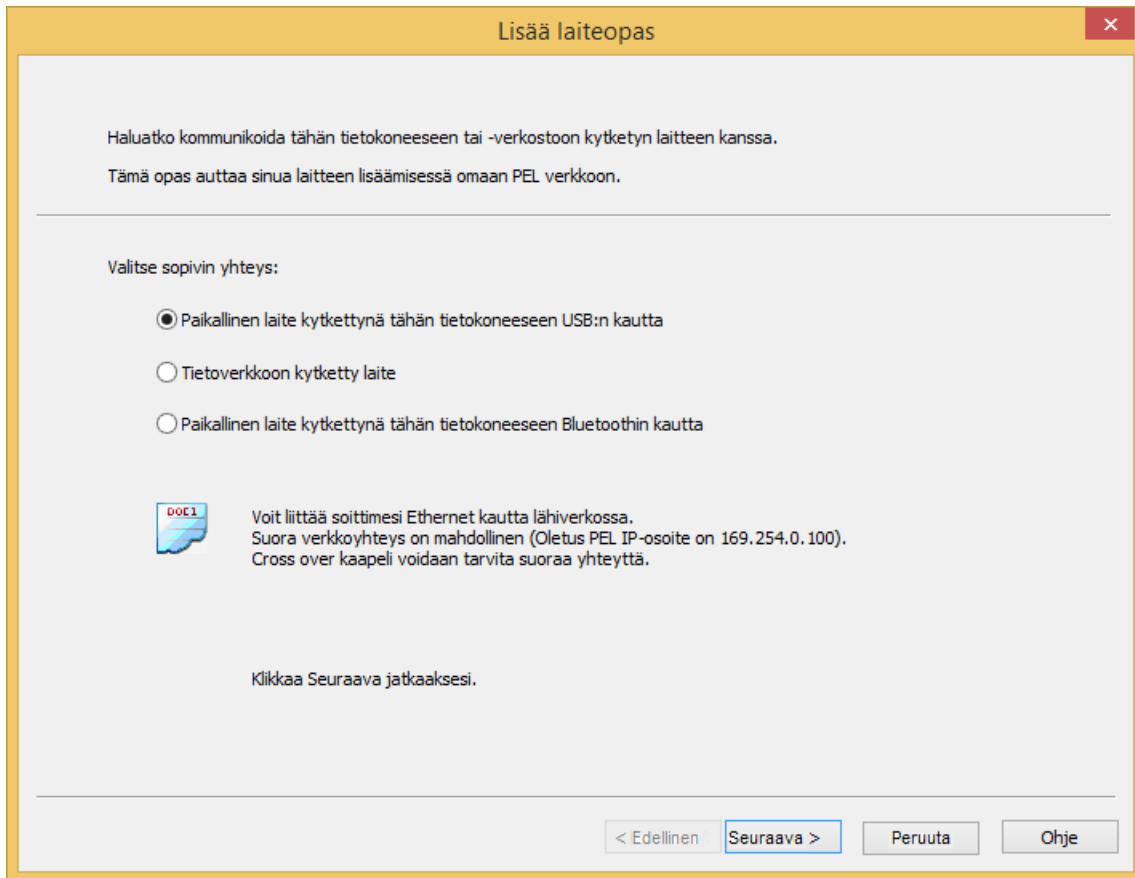 Lisää laiteopas
Haluatko kommunikoida tähän tietokoneeseen tai -verkostoon kytketyn laitteen kanssa.
Tämä opas auttaa sinua laitteen lisäämisessä omaan PEL verkkoon.
Valitse sopivin yhteys:
Paikallinen laite kytkettynä tähän tietokoneeseen USB:n kautta
Tietoverkkoon kytketty laite
Paikallinen laite kytkettynä tähän tietokoneeseen Bluetoothin kautta
DOE1
Voit liittää soittimesi Ethernet kautta lähiverkossa.
Suora verkkoyhteys on mahdollinen (Oletus PEL IP-osoite on 169.254.0.100).
Cross over kaapeli voidaan tarvita suoraa yhteyttä.
Klikkaa Seuraava jatkaaksesi.
< Edellinen Seuraava > Peruuta Ohje